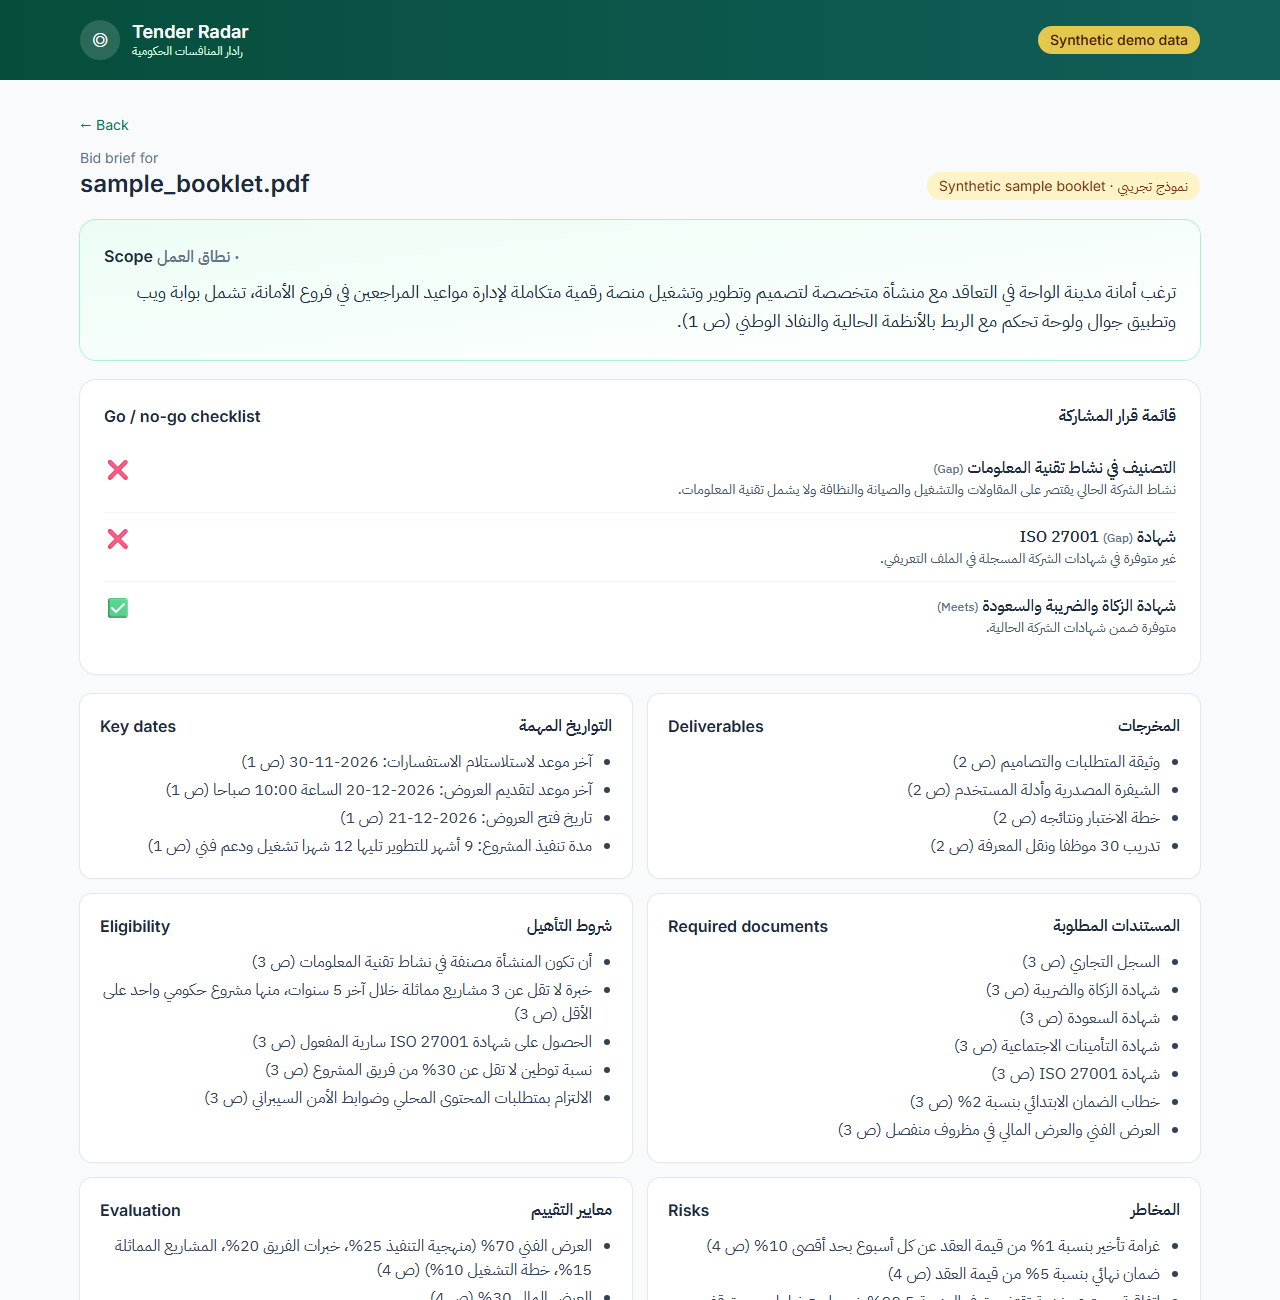 Tender Radar
رادار المنافسات الحكومية
Synthetic demo data
← Back
Bid brief for
sample_booklet.pdf
Synthetic sample booklet · نموذج تجريبي
Scope نطاق العمل ·
ترغب أمانة مدينة الواحة في التعاقد مع منشأة متخصصة لتصميم وتطوير وتشغيل منصة رقمية متكاملة لإدارة مواعيد المراجعين في فروع الأمانة، تشمل بوابة ويب
وتطبيق جوال ولوحة تحكم مع الربط بالأنظمة الحالية والنفاذ الوطني (ص 1).
Go / no-go checklist
قائمة قرار المشاركة
التصنيف في نشاط تقنية المعلومات (Gap)
نشاط الشركة الحالي يقتصر على المقاولات والتشغيل والصيانة والنظافة ولا يشمل تقنية المعلومات.
شهادة ISO 27001 (Gap)
غير متوفرة في شهادات الشركة المسجلة في الملف التعريفي.
شهادة الزكاة والضريبة والسعودة (Meets)
متوفرة ضمن شهادات الشركة الحالية.
Key dates
التواريخ المهمة
آخر موعد لاستلاستلام الاستفسارات: 2026-11-30 (ص 1)
آخر موعد لتقديم العروض: 2026-12-20 الساعة 10:00 صباحا (ص 1)
تاريخ فتح العروض: 2026-12-21 (ص 1)
مدة تنفيذ المشروع: 9 أشهر للتطوير تليها 12 شهرا تشغيل ودعم فني (ص 1)
Deliverables
المخرجات
وثيقة المتطلبات والتصاميم (ص 2)
الشيفرة المصدرية وأدلة المستخدم (ص 2)
خطة الاختبار ونتائجه (ص 2)
تدريب 30 موظفا ونقل المعرفة (ص 2)
Eligibility
شروط التأهيل
أن تكون المنشأة مصنفة في نشاط تقنية المعلومات (ص 3)
خبرة لا تقل عن 3 مشاريع مماثلة خلال آخر 5 سنوات، منها مشروع حكومي واحد على
الأقل (ص 3)
الحصول على شهادة ISO 27001 سارية المفعول (ص 3)
نسبة توطين لا تقل عن 30% من فريق المشروع (ص 3)
الالتزام بمتطلبات المحتوى المحلي وضوابط الأمن السيبراني (ص 3)
Required documents
المستندات المطلوبة
السجل التجاري (ص 3)
شهادة الزكاة والضريبة (ص 3)
شهادة السعودة (ص 3)
شهادة التأمينات الاجتماعية (ص 3)
شهادة ISO 27001 (ص 3)
خطاب الضمان الابتدائي بنسبة 2% (ص 3)
العرض الفني والعرض المالي في مظروف منفصل (ص 3)
Evaluation
معايير التقييم
العرض الفني 70% (منهجية التنفيذ 25%، خبرات الفريق 20%، المشاريع المماثلة
15%، خطة التشغيل 10%) (ص 4)
العرض المالي 30% (ص 4)
Risks
المخاطر
غرامة تأخير بنسبة 1% من قيمة العقد عن كل أسبوع بحد أقصى 10% (ص 4)
ضمان نهائي بنسبة 5% من قيمة العقد (ص 4)